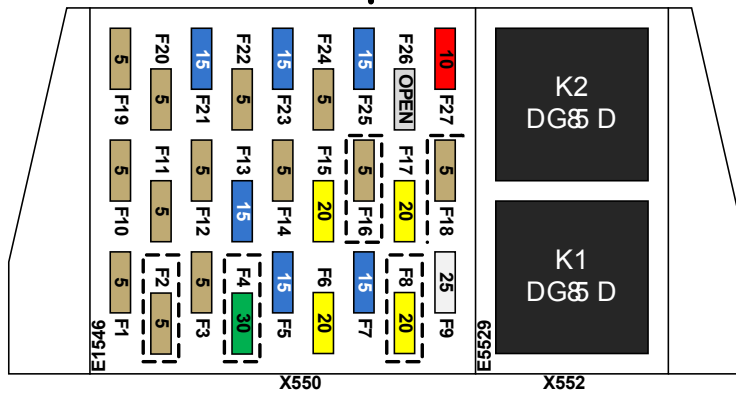 5 F19
F20 5
15 F21
F22 5
15 F23
F24 5
15 F25
F26 OPEN
10 F27
5 F10
F11 5
5 F12
F13 15
5 F14
F15 20
5 F16
F17 20
5 F18
5 F1
F2 5
5 F3
F4 30
15 F5
F6 20
15 F7
F8 20
25 F9
E1546
X550
K2
DG85 D
K1
DG85 D
E5529
X552